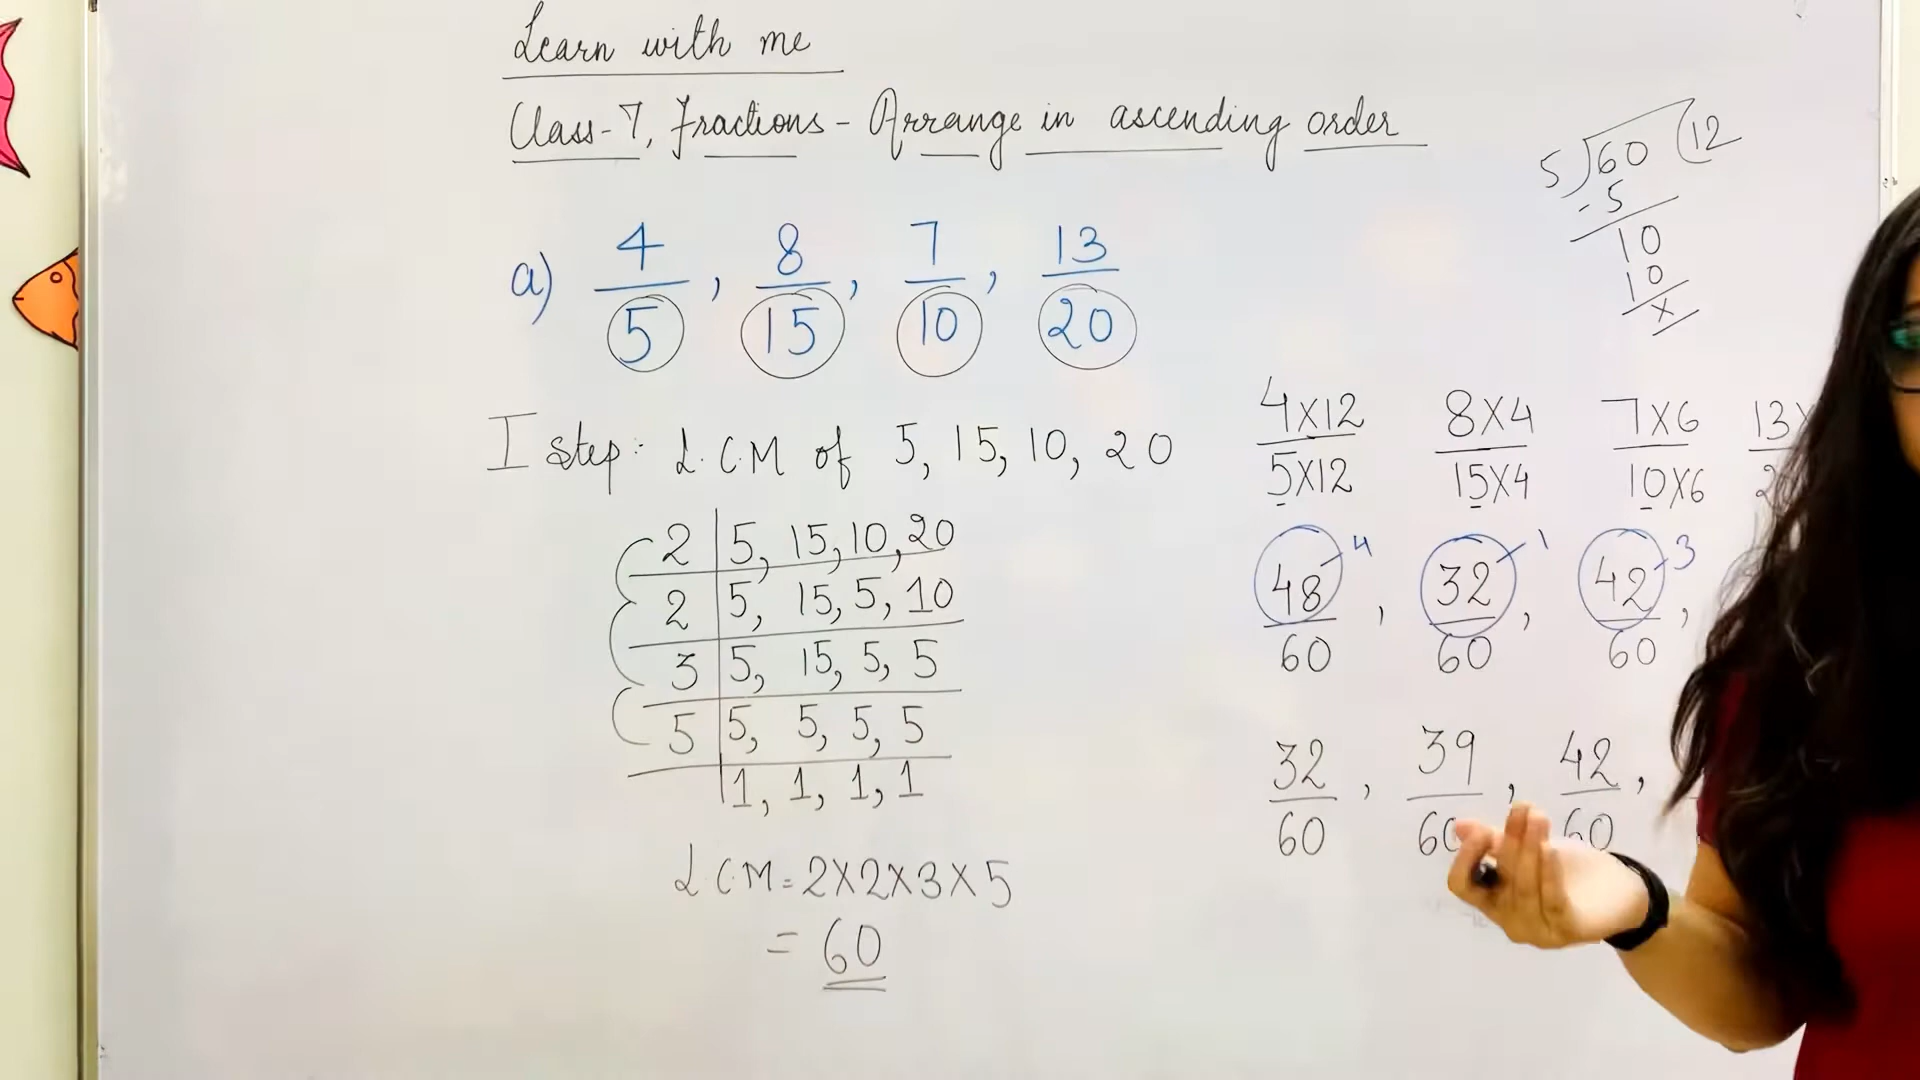 Learn with me
Class-7, Fractions - Arrange in ascending order
a) 4/5, 8/15, 7/10, 13/20
I step: L.C.M of 5, 15, 10, 20
2 | 5, 15, 10, 20
2 | 5, 15, 5, 10
3 | 5, 15, 5, 5
5 | 5, 5, 5, 5
| 1, 1, 1, 1
L.C.M = 2X2X3X5
= 60
5)60(12
-5
10
10
x
4X12 8X4 7X6 13X
5X12 15X4 10X6
4 1 3
48/60, 32/60, 42/60,
32/60, 39/60, 42/60,